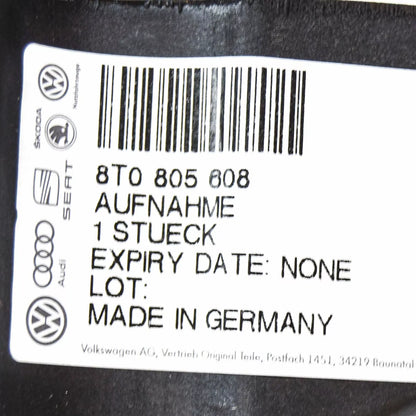 Nutzfahrzeuge
ŠKODA
SEAT
Audi
8T0 805 608
AUFNAHME
1 STUECK
EXPIRY DATE: NONE
LOT:
MADE IN GERMANY
Volkswagen AG, Vertrieb Original Teile, Postfach 1451, 34219 Baunatal